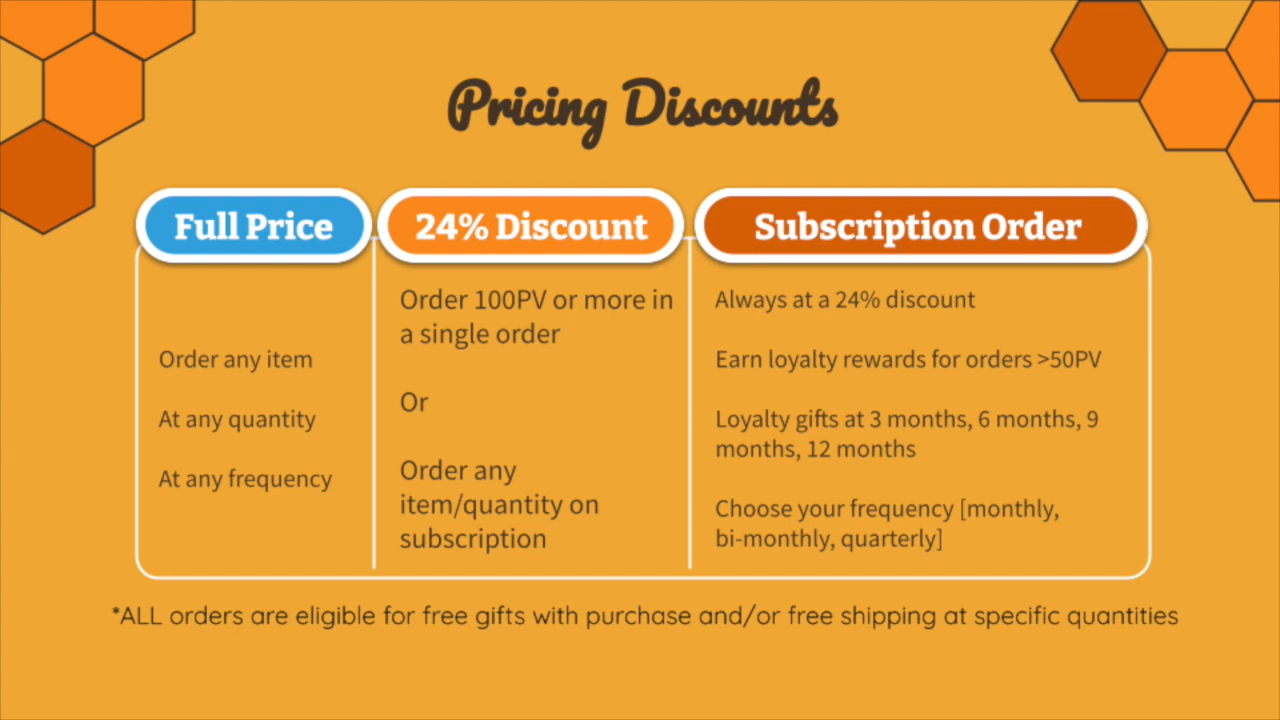 Pricing Discounts
Full Price
Order any item
At any quantity
At any frequency
24% Discount
Order 100PV or more in
a single order
Or
Order any
item/quantity on
subscription
Subscription Order
Always at a 24% discount
Earn loyalty rewards for orders >50PV
Loyalty gifts at 3 months, 6 months, 9
months, 12 months
Choose your frequency [monthly,
bi-monthly, quarterly]
*ALL orders are eligible for free gifts with purchase and/or free shipping at specific quantities